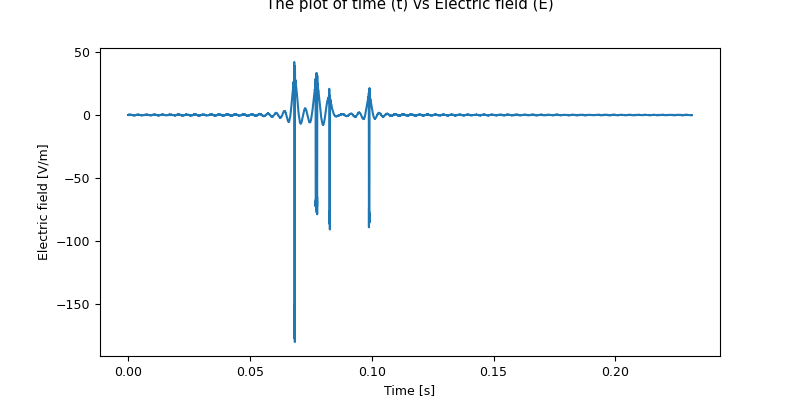 The plot of time (t) vs Electric field (E)
50
0
−50
−100
−150
Electric field [V/m]
0.00 0.05 0.10 0.15 0.20
Time [s]